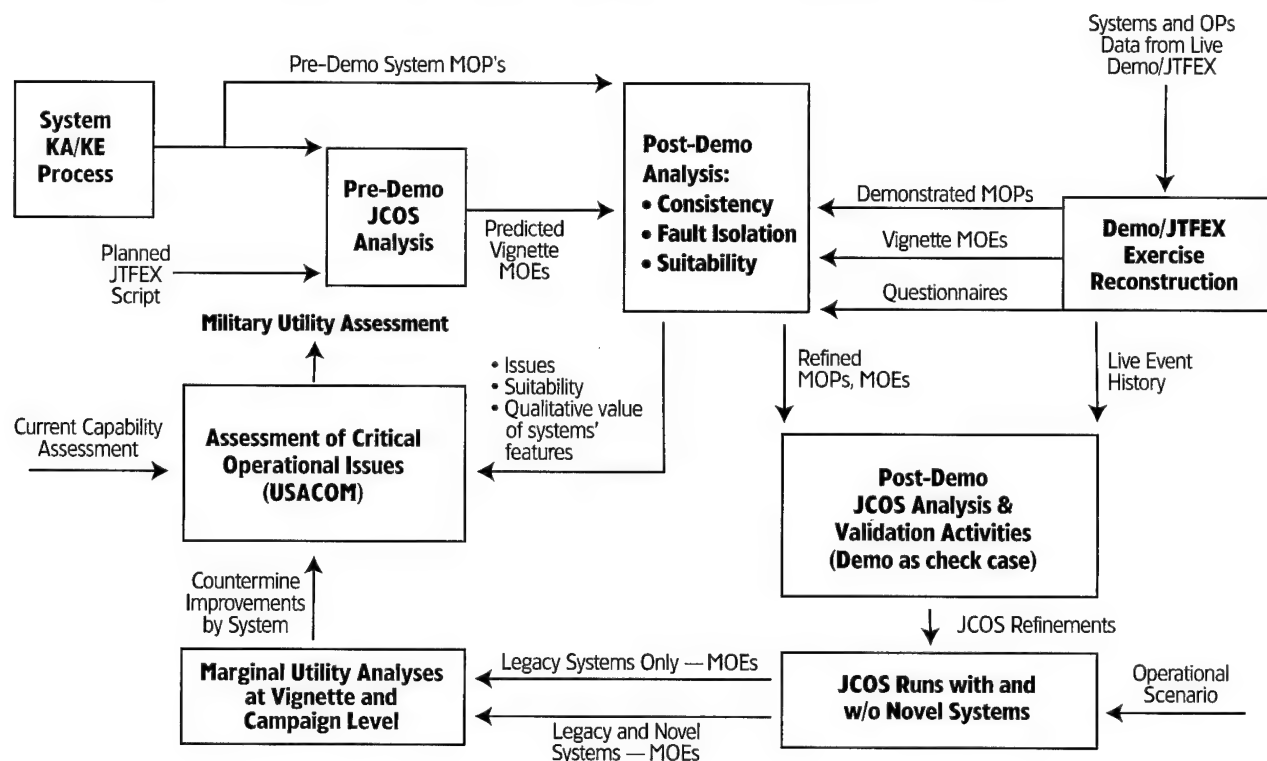 Systems and OPs
Data from Live
Demo/JTFEX
Pre-Demo System MOP's
System
KA/KE
Process
Pre-Demo
JCOS
Analysis
Planned
JTFEX
Script
Predicted
Vignette
MOEs
Post-Demo
Analysis:
• Consistency
• Fault Isolation
• Suitability
Demonstrated MOPs
Vignette MOEs
Questionnaires
Demo/JTFEX
Exercise
Reconstruction
Military Utility Assessment
• Issues
• Suitability
• Qualitative value
of systems'
features
Refined
MOPs, MOEs
Live Event
History
Current Capability
Assessment
Assessment of Critical
Operational Issues
(USACOM)
Post-Demo
JCOS Analysis &
Validation Activities
(Demo as check case)
Countermine
Improvements
by System
JCOS Refinements
Marginal Utility Analyses
at Vignette and
Campaign Level
Legacy Systems Only — MOEs
Legacy and Novel
Systems — MOEs
JCOS Runs with and
w/o Novel Systems
Operational
Scenario